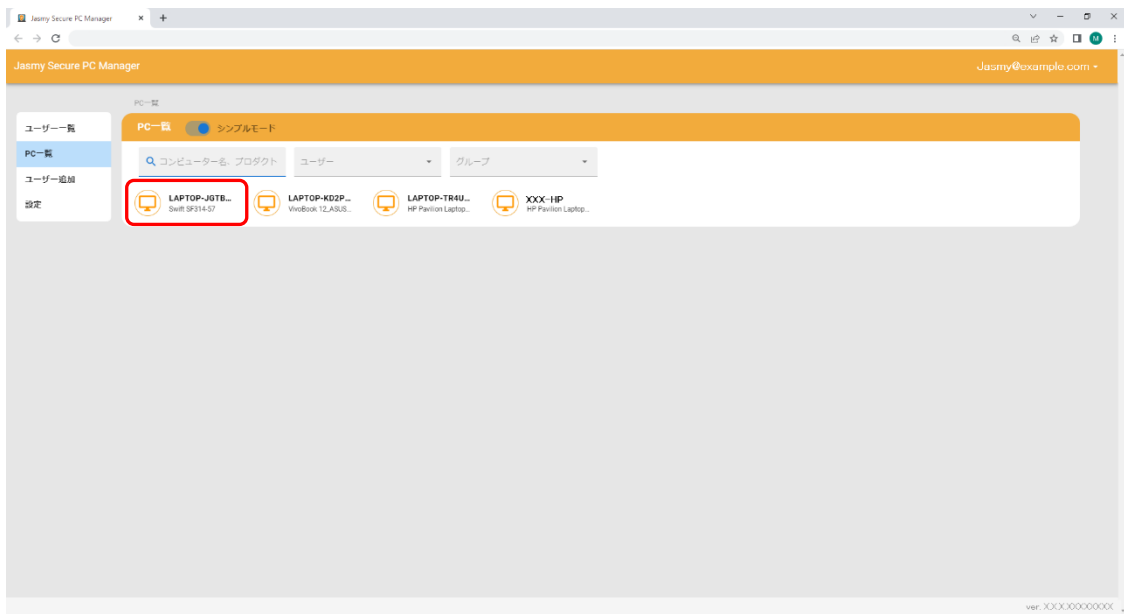 Jasmy Secure PC Manager
Jasmy Secure PC Manager
Jasmy@example.com
PC一覧
ユーザー一覧
PC一覧
ユーザー追加
設定
PC一覧 シンプルモード
コンピューター名、プロダクト ユーザー グループ
LAPTOP-JGTB... LAPTOP-KD2P... LAPTOP-TR4U... XXX-HP
Swift SF314-57 VivoBook 12_ASUS... HP Pavilion Laptop... HP Pavilion Laptop...
M
ver. XX.X.XXXXXXXX